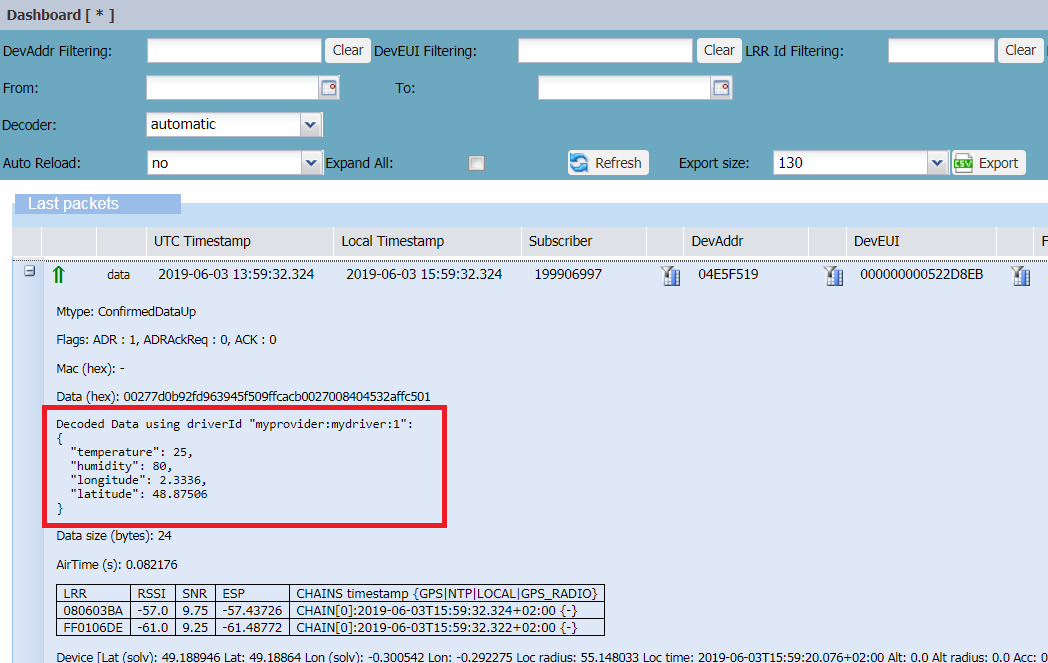 Dashboard [ * ]
DevAddr Filtering: Clear DevEUI Filtering: Clear LRR Id Filtering: Clear
From: To:
Decoder: automatic
Auto Reload: no Expand All: Refresh Export size: 130 CSV Export
Last packets
UTC Timestamp Local Timestamp Subscriber DevAddr DevEUI F
data 2019-06-03 13:59:32.324 2019-06-03 15:59:32.324 199906997 04E5F519 000000000522D8EB
Mtype: ConfirmedDataUp
Flags: ADR : 1, ADRAckReq : 0, ACK : 0
Mac (hex): -
Data (hex): 00277d0b92fd963945f509ffcacb0027008404532affc501
Decoded Data using driverId "myprovider:mydriver:1":
{
"temperature": 25,
"humidity": 80,
"longitude": 2.3336,
"latitude": 48.87506
}
Data size (bytes): 24
AirTime (s): 0.082176
LRR RSSI SNR ESP CHAINS timestamp {GPS|NTP|LOCAL|GPS_RADIO}
080603BA -57.0 9.75 -57.43726 CHAIN[0]:2019-06-03T15:59:32.324+02:00 {-}
FF0106DE -61.0 9.25 -61.48772 CHAIN[0]:2019-06-03T15:59:32.322+02:00 {-}
Device [Lat (solv): 49.188946 Lat: 49.18864 Lon (solv): -0.300542 Lon: -0.292275 Loc radius: 55.148033 Loc time: 2019-06-03T15:59:20.076+02:00 Alt: 0.0 Alt radius: 0.0 Acc: 0